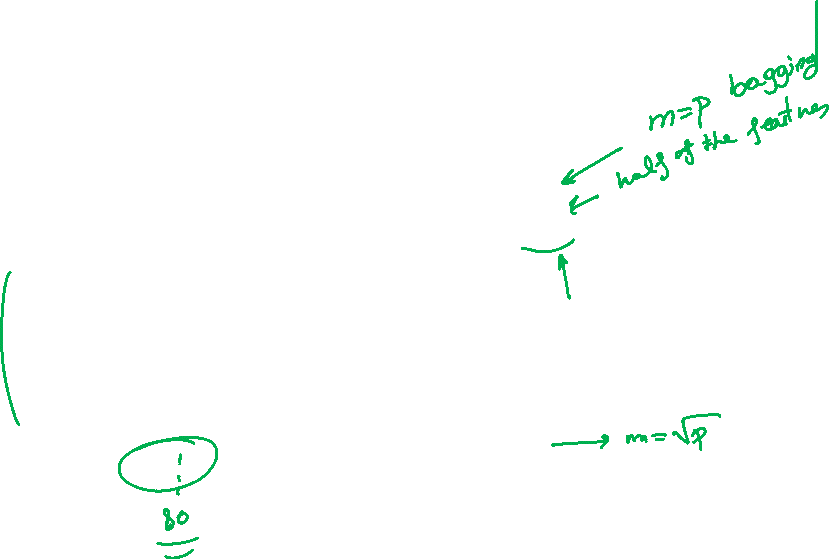 m=P bagging
half of the features
m=√P
80